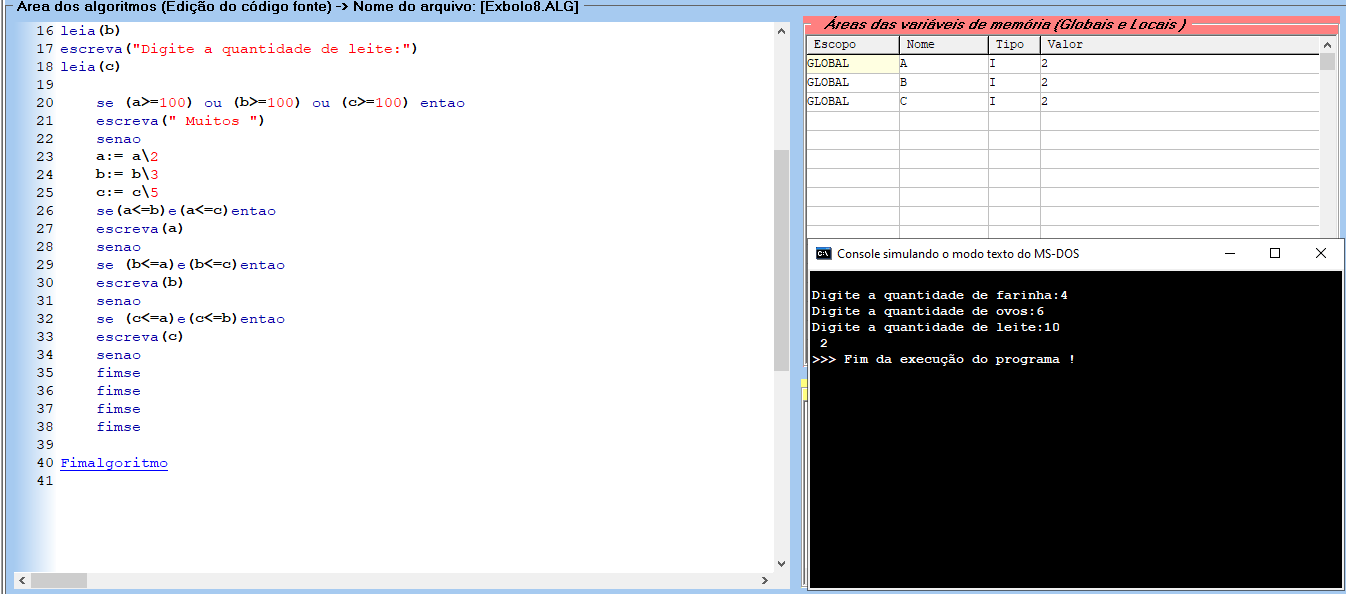 Área dos algoritmos (Edição do código fonte) -> Nome do arquivo: [Exbolo8.ALG]
16 leia(b)
17 escreva("Digite a quantidade de leite:")
18 leia(c)
19
20 se (a>=100) ou (b>=100) ou (c>=100) entao
21 escreva(" Muitos ")
22 senao
23 a:= a\2
24 b:= b\3
25 c:= c\5
26 se(a<=b)e(a<=c)entao
27 escreva(a)
28 senao
29 se (b<=a)e(b<=c)entao
30 escreva(b)
31 senao
32 se (c<=a)e(c<=b)entao
33 escreva(c)
34 senao
35 fimse
36 fimse
37 fimse
38 fimse
39
40 Fimalgoritmo
41
Áreas das variáveis de memória (Globais e Locais )
Escopo Nome Tipo Valor
GLOBAL A I 2
GLOBAL B I 2
GLOBAL C I 2
C:\ Console simulando o modo texto do MS-DOS
Digite a quantidade de farinha:4
Digite a quantidade de ovos:6
Digite a quantidade de leite:10
2
>>> Fim da execução do programa !